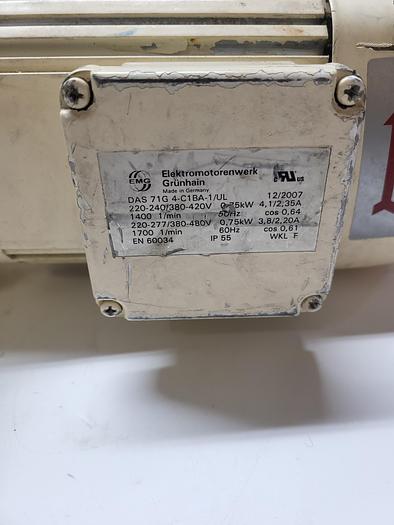 EMG
Elektromotorenwerk
Grünhain
Made in Germany
DAS 71G 4-C1BA-1/UL 12/2007
220-240/380-420V 0,75kW 4,1/2,35A
1400 1/min 50Hz cos 0,64
220-277/380-480V 0,75kW 3,8/2,20A
1700 1/min 60Hz cos 0,61
EN 60034 IP 55 WKL F